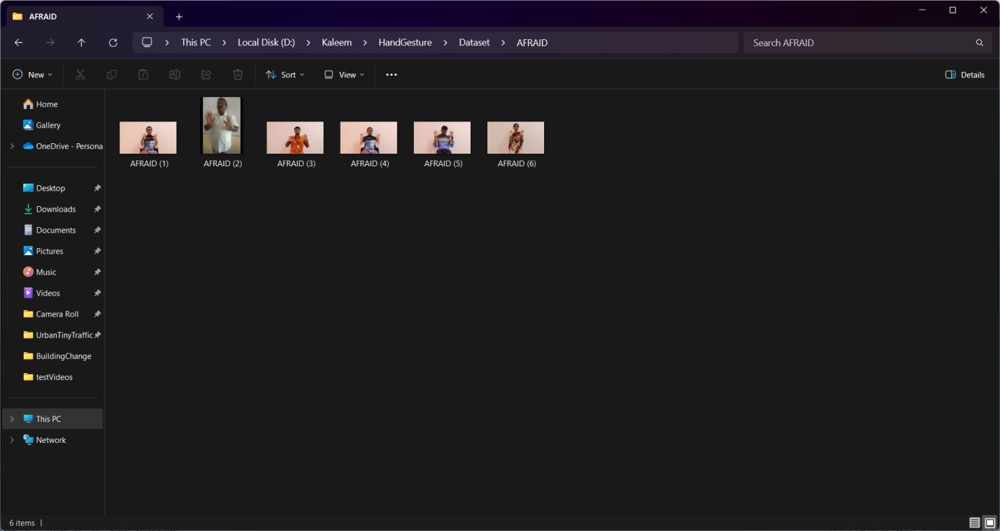 AFRAID
This PC > Local Disk (D:) > Kaleem > HandGesture > Dataset > AFRAID
Search AFRAID
New
Sort
View
Details
Home
Gallery
OneDrive - Persona
Desktop
Downloads
Documents
Pictures
Music
Videos
Camera Roll
UrbanTinyTraffic
BuildingChange
testVideos
This PC
Network
AFRAID (1) AFRAID (2) AFRAID (3) AFRAID (4) AFRAID (5) AFRAID (6)
6 items